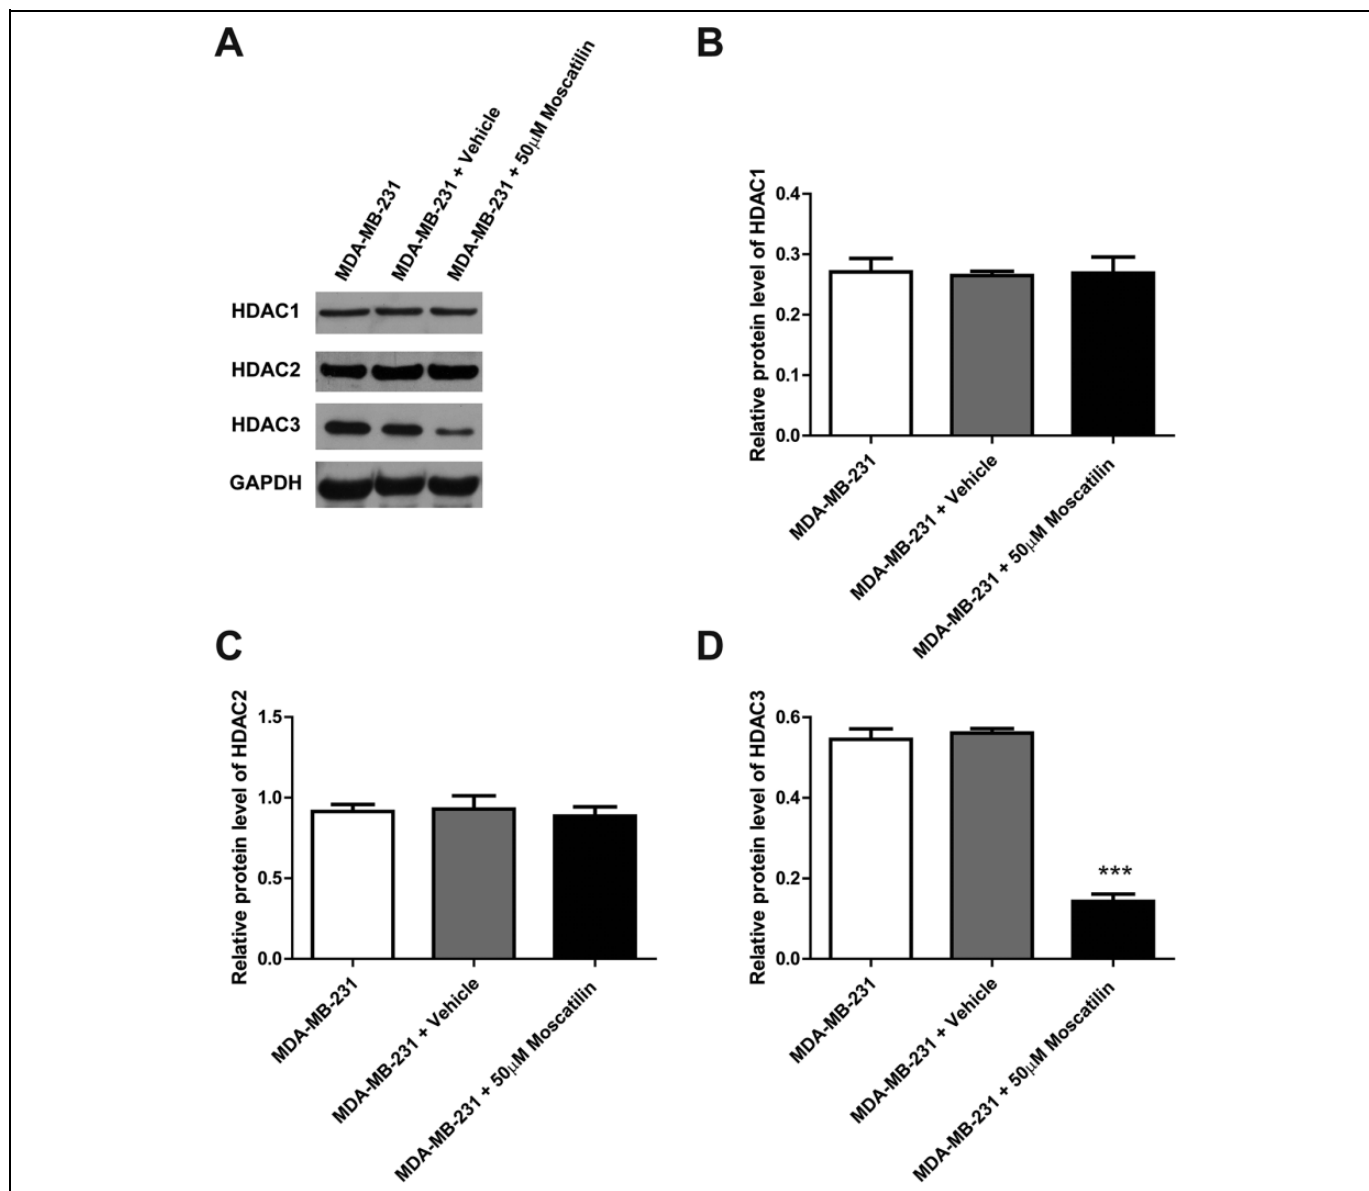 A
MDA-MB-231
MDA-MB-231 + Vehicle
MDA-MB-231 + 50μM Moscatilin
HDAC1
HDAC2
HDAC3
GAPDH
B
Relative protein level of HDAC1
0.4
0.3
0.2
0.1
0.0
MDA-MB-231
MDA-MB-231 + Vehicle
MDA-MB-231 + 50μM Moscatilin
C
Relative protein level of HDAC2
1.5
1.0
0.5
0.0
MDA-MB-231
MDA-MB-231 + Vehicle
MDA-MB-231 + 50μM Moscatilin
D
Relative protein level of HDAC3
0.6
0.4
0.2
0.0
***
MDA-MB-231
MDA-MB-231 + Vehicle
MDA-MB-231 + 50μM Moscatilin